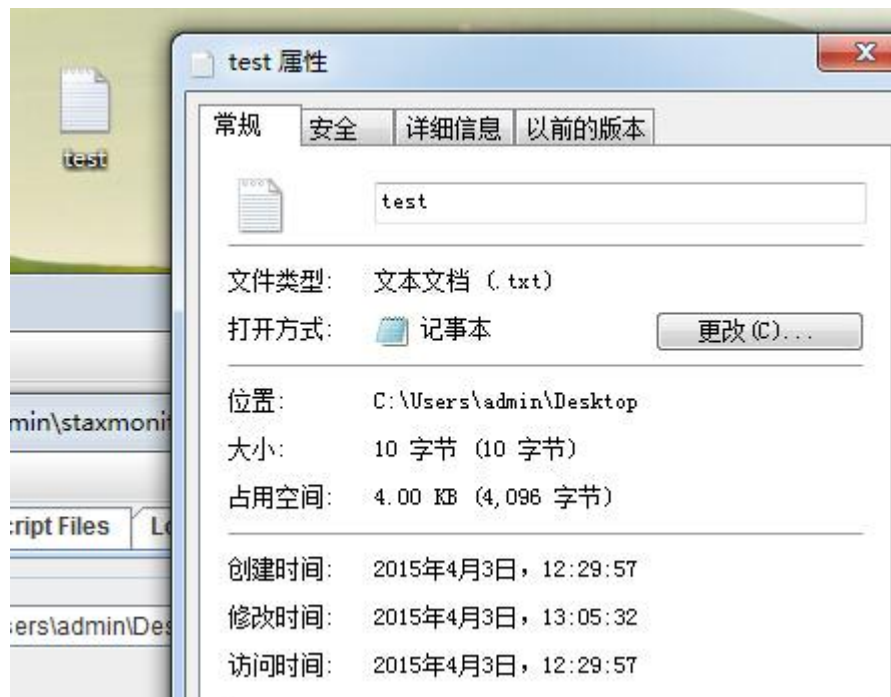 test 属性
test
常规 安全 详细信息 以前的版本
test
文件类型: 文本文档 (.txt)
打开方式: 记事本 更改(C)...
位置: C:\Users\admin\Desktop
min\staxmoni
大小: 10 字节 (10 字节)
占用空间: 4.00 KB (4,096 字节)
cript Files
创建时间: 2015年4月3日，12:29:57
修改时间: 2015年4月3日，13:05:32
ers\admin\Des
访问时间: 2015年4月3日，12:29:57